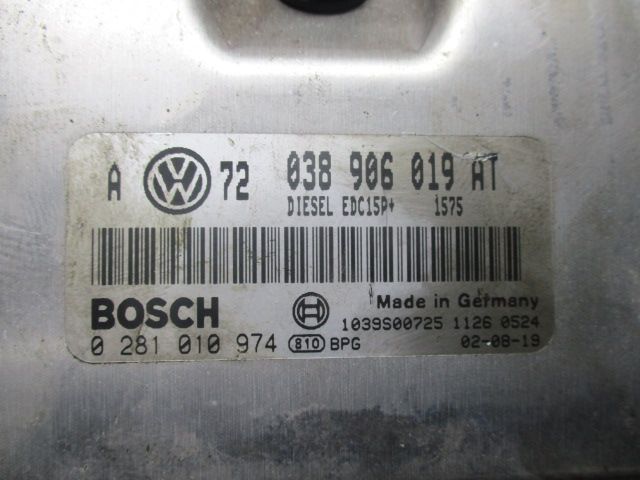 A VW 72 038 906 019 AT
DIESEL EDC15P+ 1575
BOSCH Made in Germany
1039S00725 1126 0524
0 281 010 974 810 BPG 02-08-19